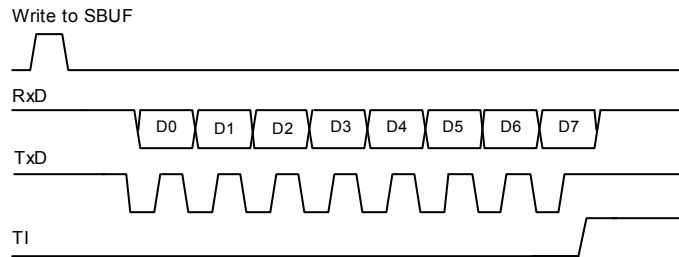 Write to SBUF
RxD
D0 D1 D2 D3 D4 D5 D6 D7
TxD
TI